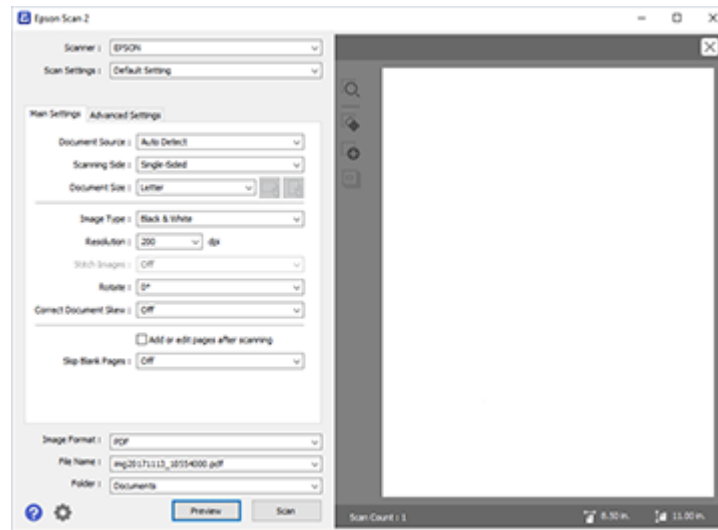 Epson Scan 2
Scanner : EPSON
Scan Settings : Default Setting
Main Settings Advanced Settings
Document Source : Auto Detect
Scanning Side : Single-Sided
Document Size : Letter
Image Type : Black & White
Resolution : 200 dpi
Stitch Images : Off
Rotate : 0°
Correct Document Skew : Off
Add or edit pages after scanning
Skip Blank Pages : Off
Image Format : PDF
File Name : img20171113_10554000.pdf
Folder : Documents
Preview Scan
Scan Count : 1 8.50 in. 11.00 in.